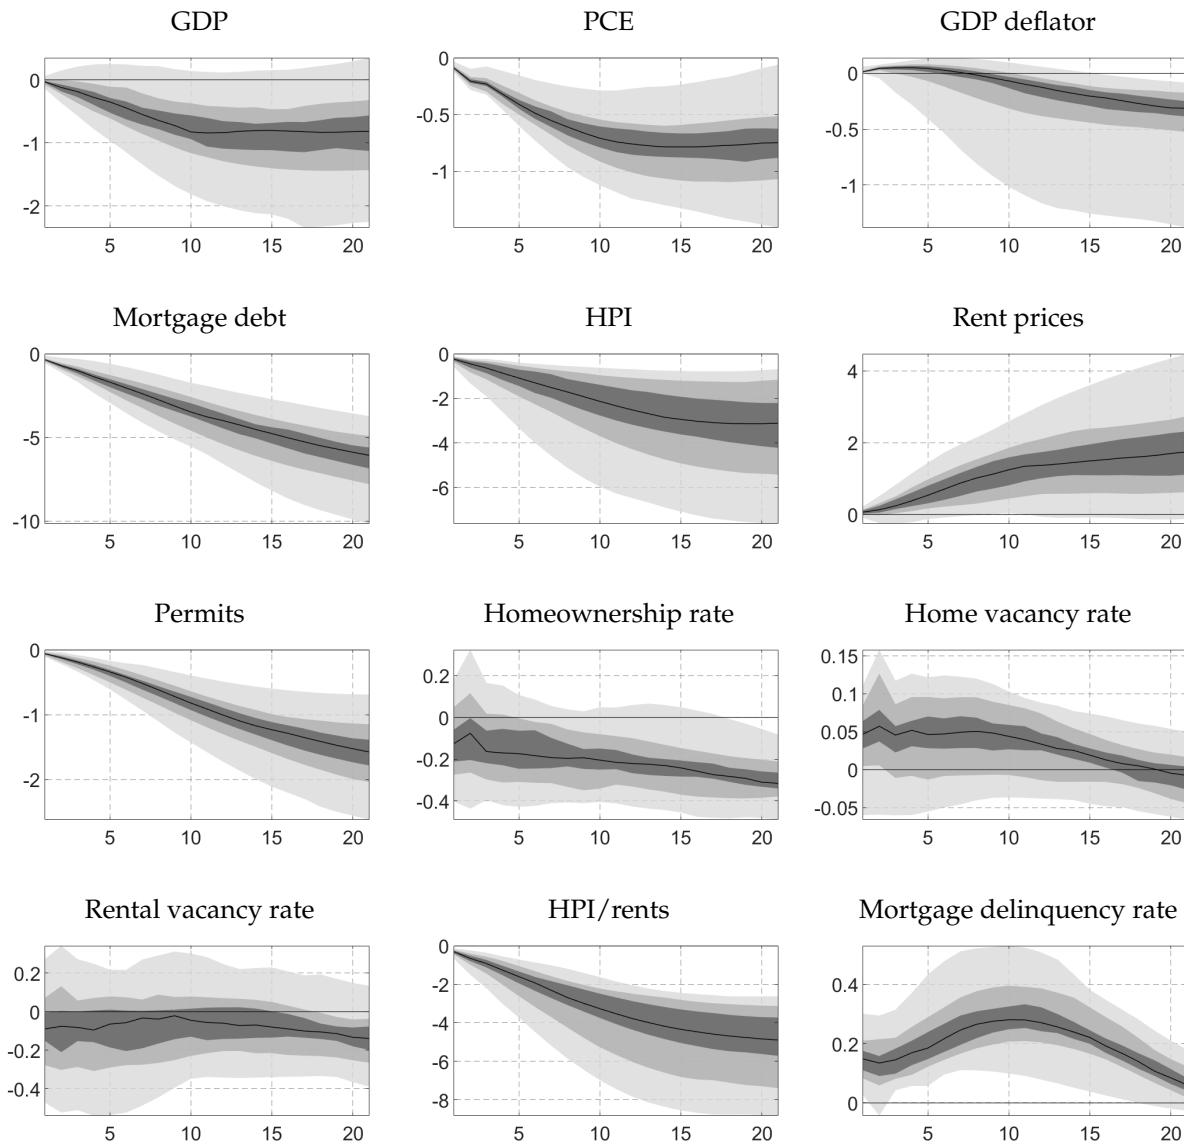 GDP PCE GDP deflator
0 0 0
-1 -0.5 -0.5
-2 -1 -1
5 10 15 20 5 10 15 20 5 10 15 20
Mortgage debt HPI Rent prices
0 0 4
-5 -2 2
-10 -4 0
-6
5 10 15 20 5 10 15 20 5 10 15 20
Permits Homeownership rate Home vacancy rate
0 0.2 0.15
-1 0 0.1
-2 -0.2 0.05
-0.4 0
-0.05
5 10 15 20 5 10 15 20 5 10 15 20
Rental vacancy rate HPI/rents Mortgage delinquency rate
0.2 0 0.4
0 -2 0.2
-0.2 -4 0
-0.4 -6
-8
5 10 15 20 5 10 15 20 5 10 15 20